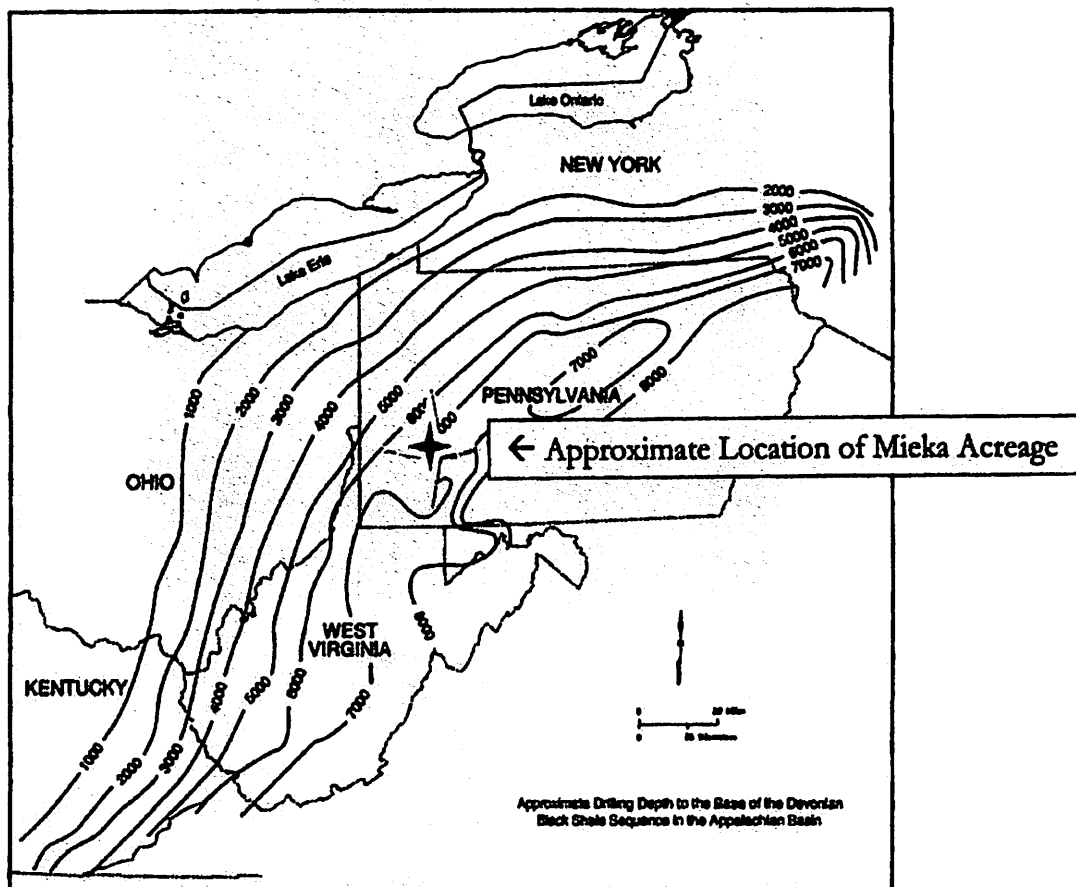 Lake Ontario
NEW YORK
2000
3000
4000
5000
6000
7000
Lake Erie
1000
2000
3000
4000
5000
7000
8000
PENNSYLVANIA
← Approximate Location of Mieka Acreage
OHIO
WEST
VIRGINIA
KENTUCKY
1000
2000
3000
4000
5000
6000
7000
Approximate Drilling Depth to the Base of the Devonian
Black Shale Sequence in the Appalachian Basin